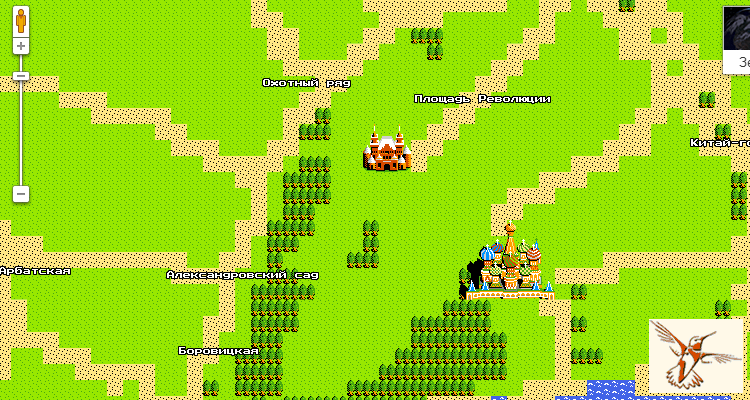 Охотный ряд
Площадь Революции
Китай-го
Арбатская
Александровский сад
Боровицкая